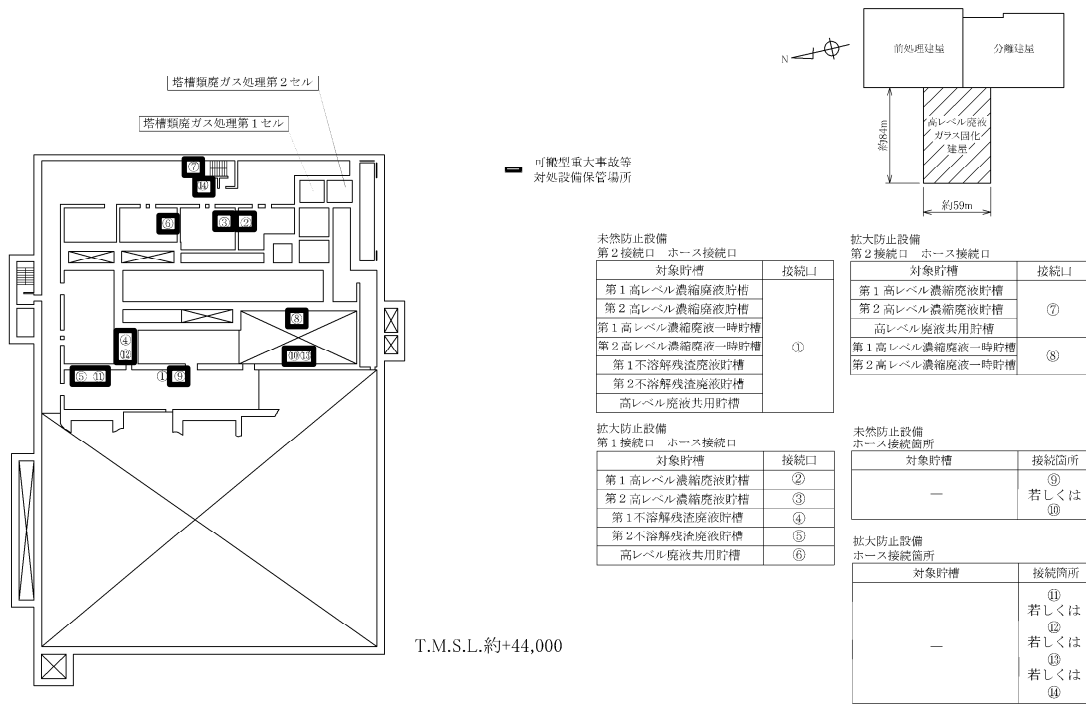 塔槽類廃ガス処理第2セル
塔槽類廃ガス処理第1セル
⑦
⑭
⑥
③
②
⑧
④
⑫
⑩⑬
⑤ ⑪
①
⑨
T.M.S.L.約+44,000
可搬型重大事故等
対処設備保管場所
N
前処理建屋
分離建屋
高レベル廃液
ガラス固化
建屋
約84m
約59m
未然防止設備
第2接続口 ホース接続口
対象貯槽 接続口
第1高レベル濃縮廃液貯槽
第2高レベル濃縮廃液貯槽
第1高レベル濃縮廃液一時貯槽
第2高レベル濃縮廃液一時貯槽
①
第1不溶解残渣廃液貯槽
第2不溶解残渣廃液貯槽
高レベル廃液共用貯槽
拡大防止設備
第1接続口 ホース接続口
対象貯槽 接続口
第1高レベル濃縮廃液貯槽 ②
第2高レベル濃縮廃液貯槽 ③
第1不溶解残渣廃液貯槽 ④
第2不溶解残渣廃液貯槽 ⑤
高レベル廃液共用貯槽 ⑥
拡大防止設備
第2接続口 ホース接続口
対象貯槽 接続口
第1高レベル濃縮廃液貯槽
第2高レベル濃縮廃液貯槽 ⑦
高レベル廃液共用貯槽
第1高レベル濃縮廃液一時貯槽
第2高レベル濃縮廃液一時貯槽
⑧
未然防止設備
ホース接続箇所
対象貯槽 接続箇所
— ⑨
若しくは
⑩
拡大防止設備
ホース接続箇所
対象貯槽 接続箇所
— ⑪
若しくは
⑫
若しくは
⑬
若しくは
⑭